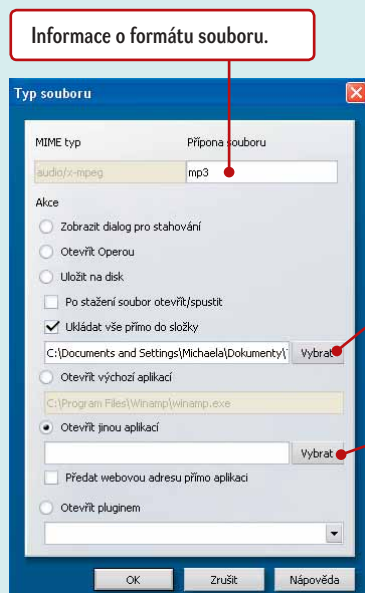 Informace o formátu souboru.
Typ souboru
MIME typ Přípona souboru
audio/x-mpeg mp3
Akce
Zobrazit dialog pro stahování
Otevřít Operou
Uložit na disk
Po stažení soubor otevřít/spustit
Ukládat vše přímo do složky
C:\Documents and Settings\Michaela\Dokumenty\ Vybrat
Otevřít výchozí aplikací
C:\Program Files\Winamp\winamp.exe
Otevřít jinou aplikací
Vybrat
Předat webovou adresu přímo aplikaci
Otevřít pluginem
OK Zrušit Nápověda